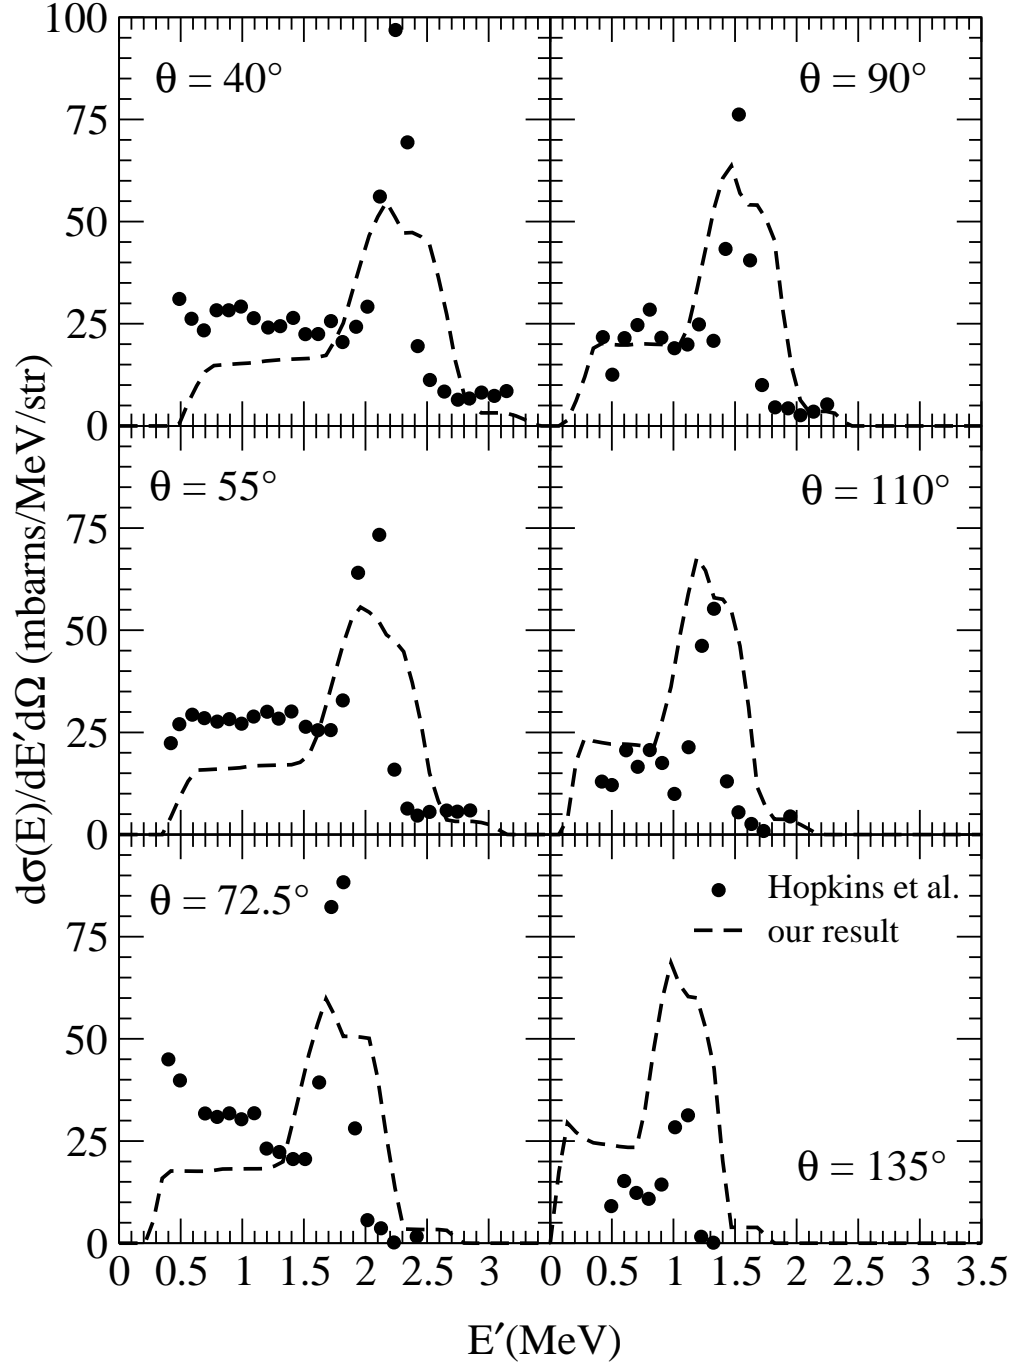 100
75
50
25
0
θ = 40°
θ = 90°
75
50
25
0
θ = 55°
θ = 110°
75
50
25
0
θ = 72.5°
θ = 135°
Hopkins et al.
our result
0 0.5 1 1.5 2 2.5 3
0 0.5 1 1.5 2 2.5 3 3.5
E′(MeV)
dσ(E)/dE′dΩ (mbarns/MeV/str)